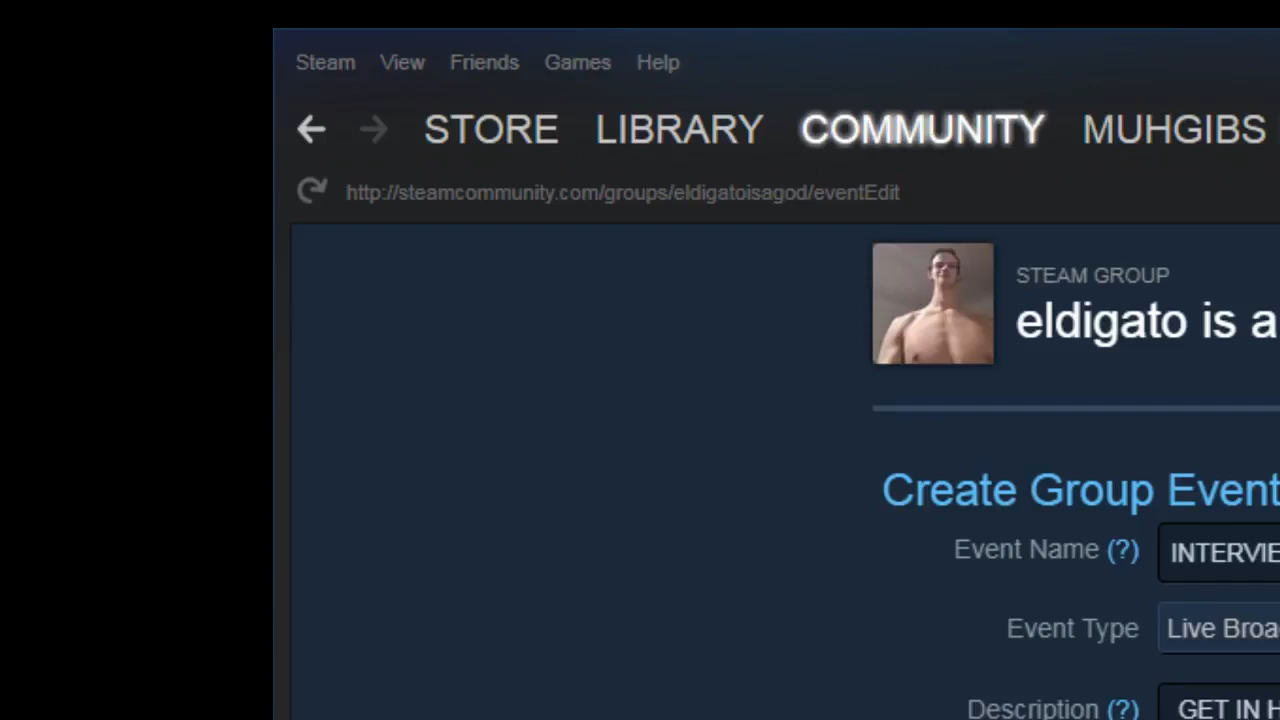 Steam View Friends Games Help
STORE LIBRARY COMMUNITY MUHGIBS
http://steamcommunity.com/groups/eldigatoisagod/eventEdit
STEAM GROUP
eldigato is a
Create Group Event
Event Name (?) INTERVIE
Event Type Live Broa
Description (?) GET IN H